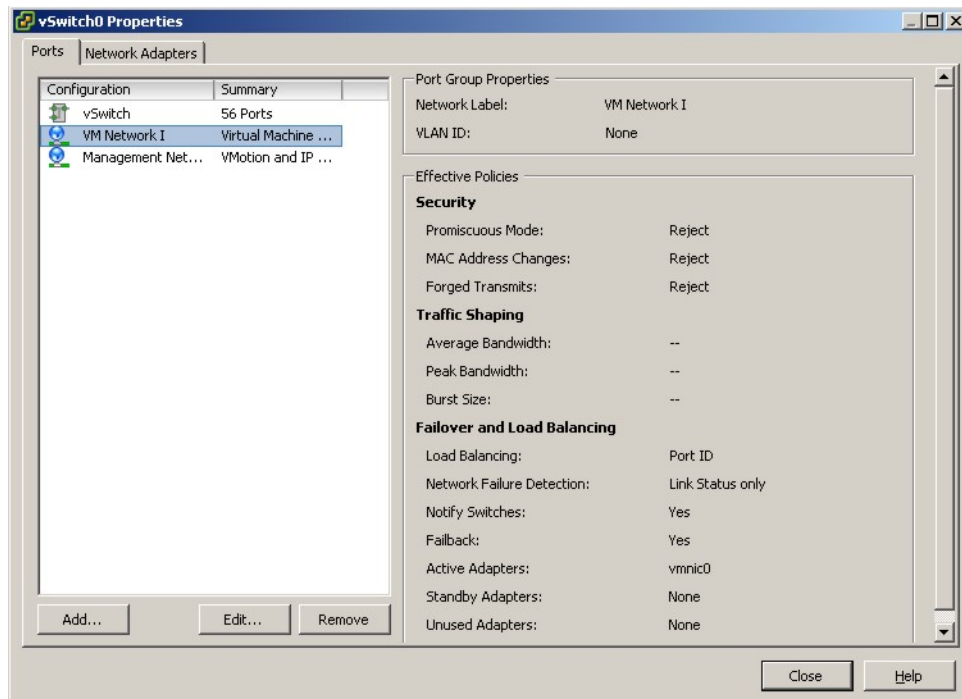 vSwitch0 Properties
Ports
Network Adapters
Configuration Summary
vSwitch 56 Ports
VM Network I Virtual Machine ...
Management Net... VMotion and IP ...
Add...
Edit...
Remove
Port Group Properties
Network Label: VM Network I
VLAN ID: None
Effective Policies
Security
Promiscuous Mode: Reject
MAC Address Changes: Reject
Forged Transmits: Reject
Traffic Shaping
Average Bandwidth: --
Peak Bandwidth: --
Burst Size: --
Failover and Load Balancing
Load Balancing: Port ID
Network Failure Detection: Link Status only
Notify Switches: Yes
Failback: Yes
Active Adapters: vmnic0
Standby Adapters: None
Unused Adapters: None
Close
Help